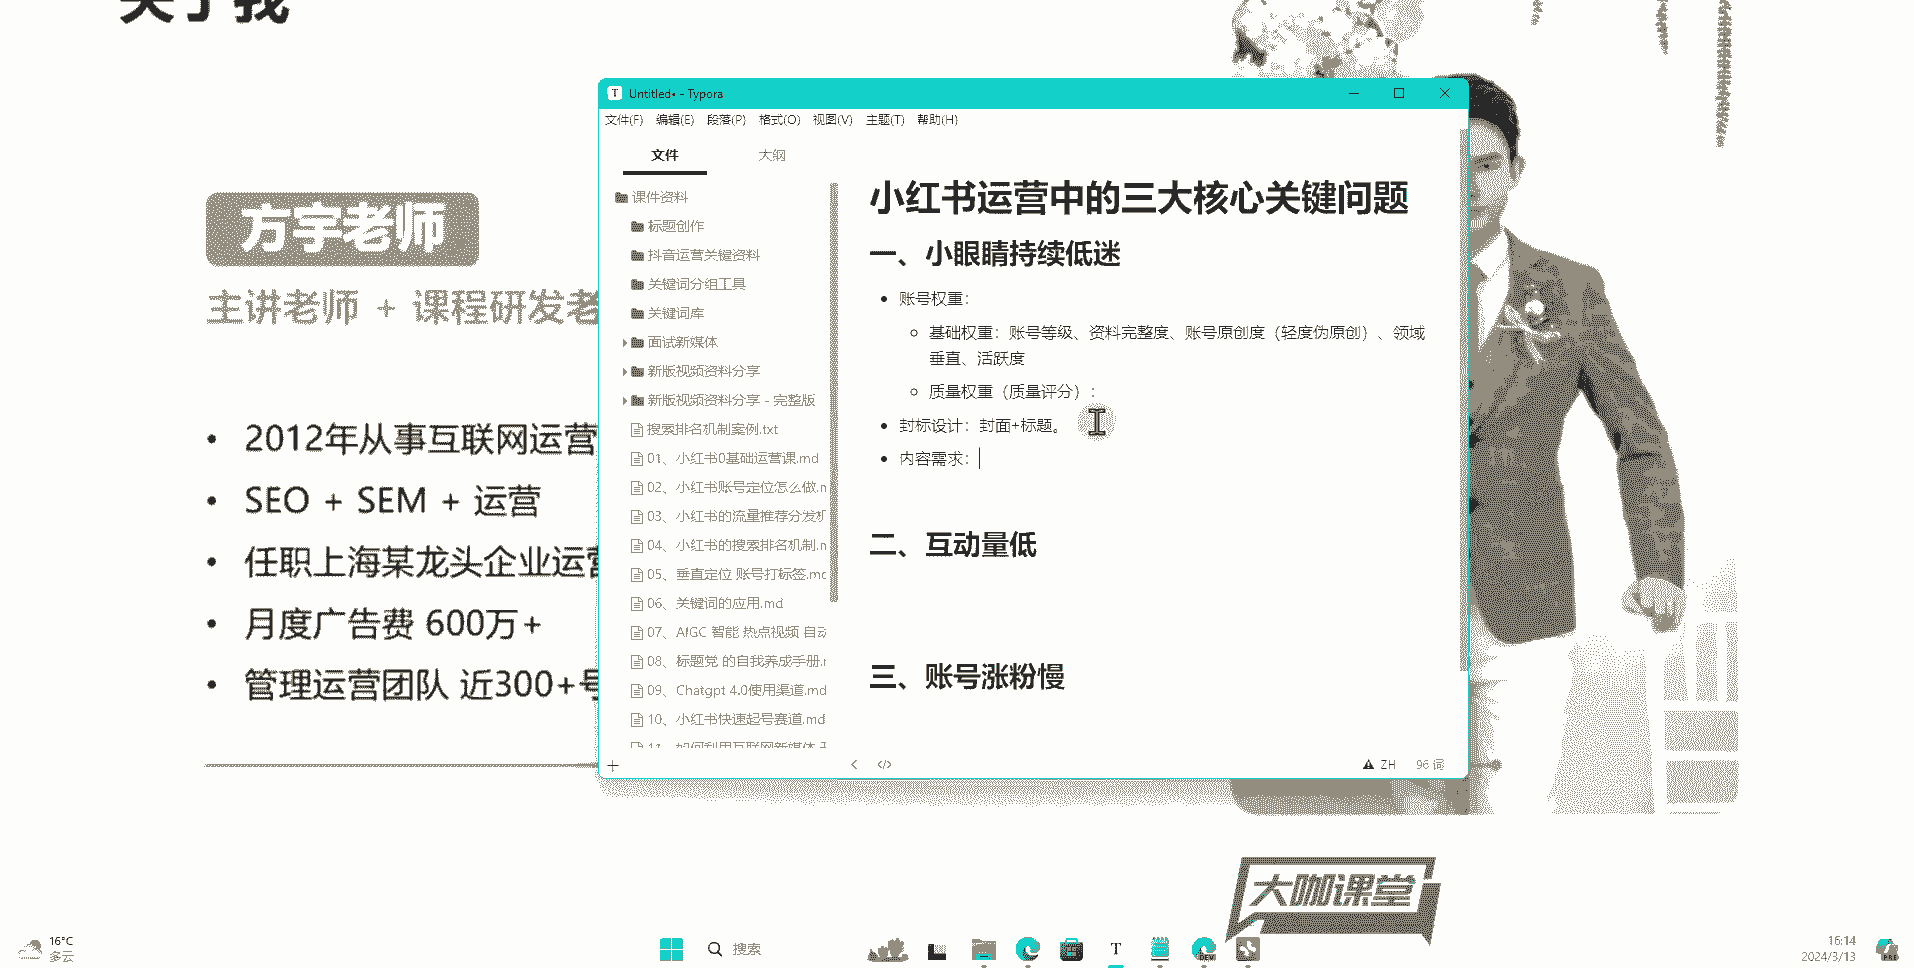 关于我
方宇老师
主讲老师 + 课程研发老
2012年从事互联网运营
SEO + SEM + 运营
任职上海某龙头企业运营
月度广告费 600万+
管理运营团队 近300+号
Untitled• - Typora
文件(F) 编辑(E) 段落(P) 格式(O) 视图(V) 主题(T) 帮助(H)
文件 大纲
课件资料
标题创作
抖音运营关键资料
关键词分组工具
关键词库
面试新媒体
新版视频资料分享
新版视频资料分享 - 完整版
搜索排名机制案例.txt
01、小红书0基础运营课.md
02、小红书账号定位怎么做.m
03、小红书的流量推荐分发机
04、小红书的搜索排名机制.m
05、垂直定位 账号打标签.md
06、关键词的应用.md
07、AIGC 智能 热点视频 自动
08、标题党 的自我养成手册.m
09、Chatgpt 4.0使用渠道.md
10、小红书快速起号赛道.md
11、如何利用互联网新媒体
小红书运营中的三大核心关键问题
一、小眼睛持续低迷
账号权重：
基础权重：账号等级、资料完整度、账号原创度（轻度伪原创）、领域
垂直、活跃度
质量权重（质量评分）：
封标设计：封面+标题。
内容需求：
二、互动量低
三、账号涨粉慢
ZH 96 词
大咖课堂
16°C
多云
搜索
DEV
16:14
2024/3/13
PRE